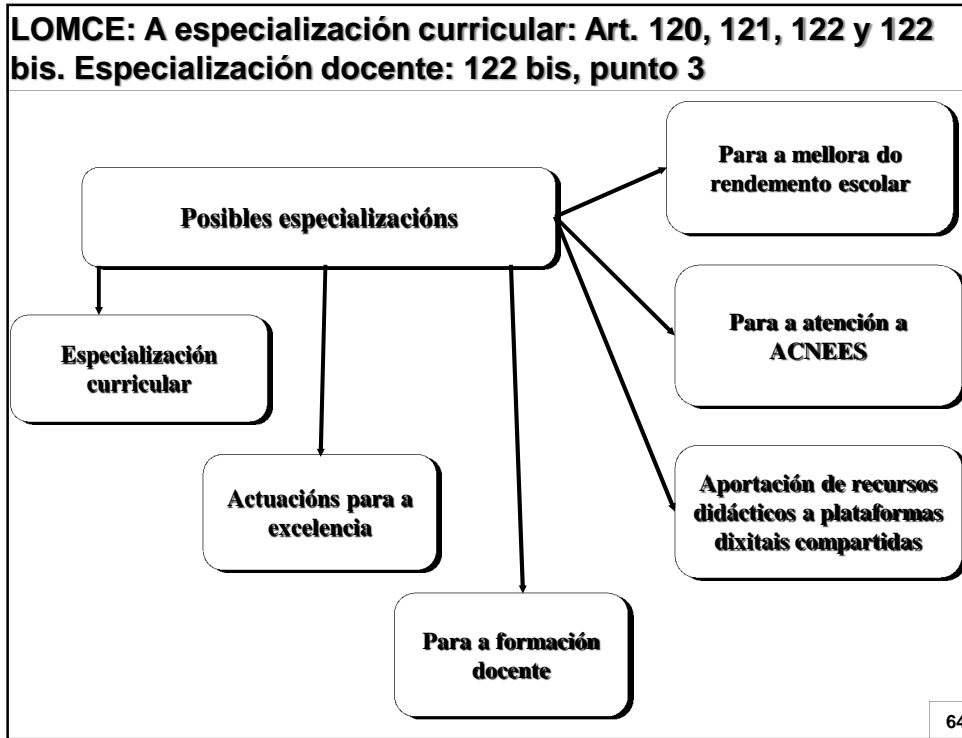 LOMCE: A especialización curricular: Art. 120, 121, 122 y 122
bis. Especialización docente: 122 bis, punto 3
Posibles especializacións
Para a mellora do
rendemento escolar
Para a atención a
ACNEES
Especialización
curricular
Actuacións para a
excelencia
Aportación de recursos
didácticos a plataformas
dixitais compartidas
Para a formación
docente
64